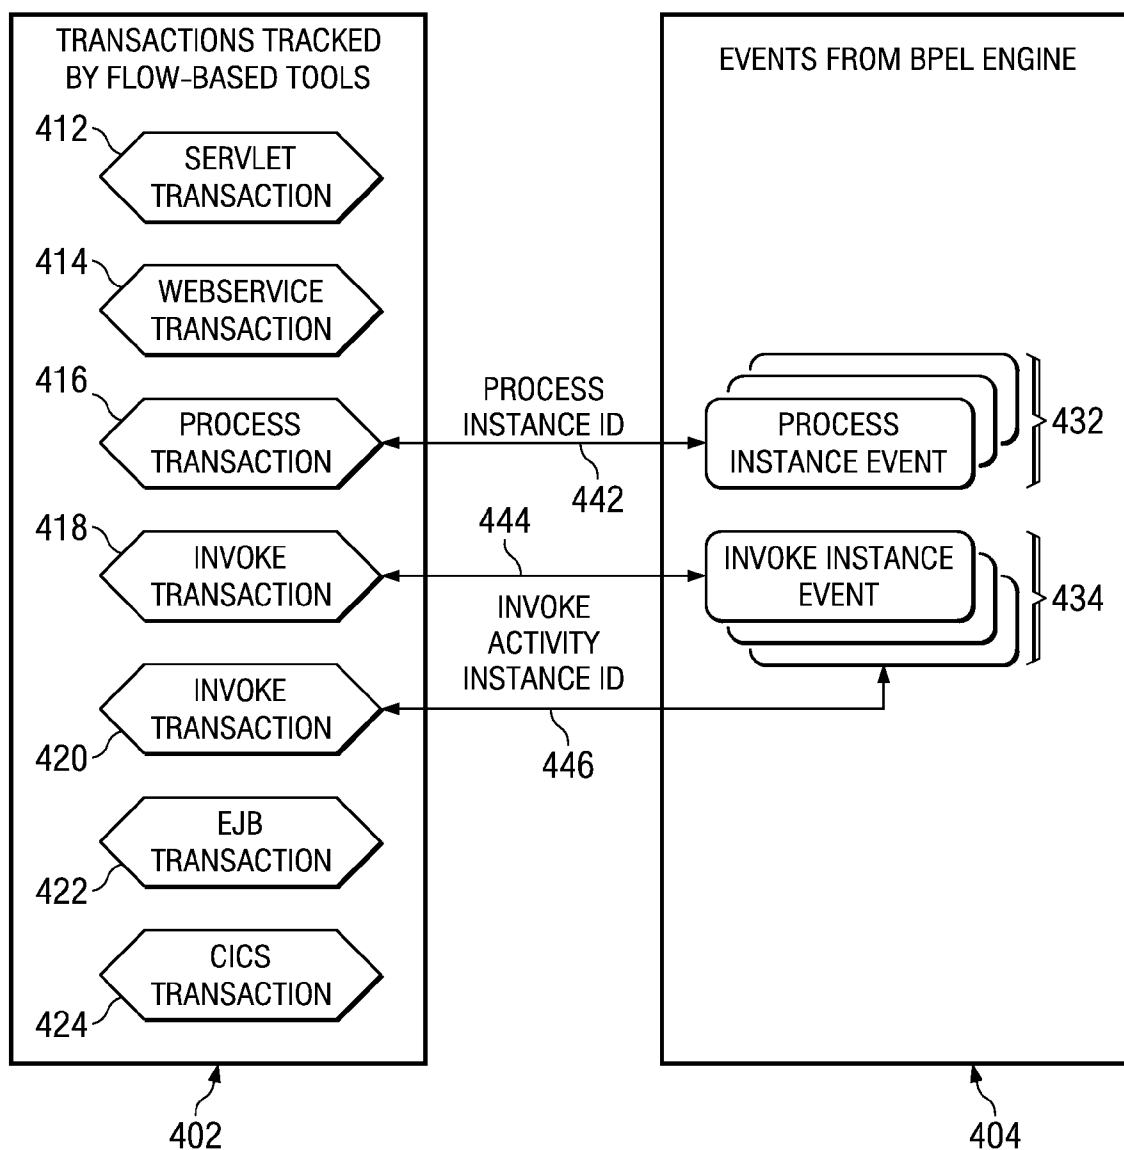 TRANSACTIONS TRACKED
BY FLOW-BASED TOOLS
EVENTS FROM BPEL ENGINE
412
SERVLET
TRANSACTION
414
WEBSERVICE
TRANSACTION
416
PROCESS
TRANSACTION
PROCESS
INSTANCE ID
442
PROCESS
INSTANCE EVENT
432
418
INVOKE
TRANSACTION
444
INVOKE INSTANCE
EVENT
434
INVOKE
ACTIVITY
INSTANCE ID
INVOKE
TRANSACTION
420
446
EJB
TRANSACTION
422
CICS
TRANSACTION
424
402
404